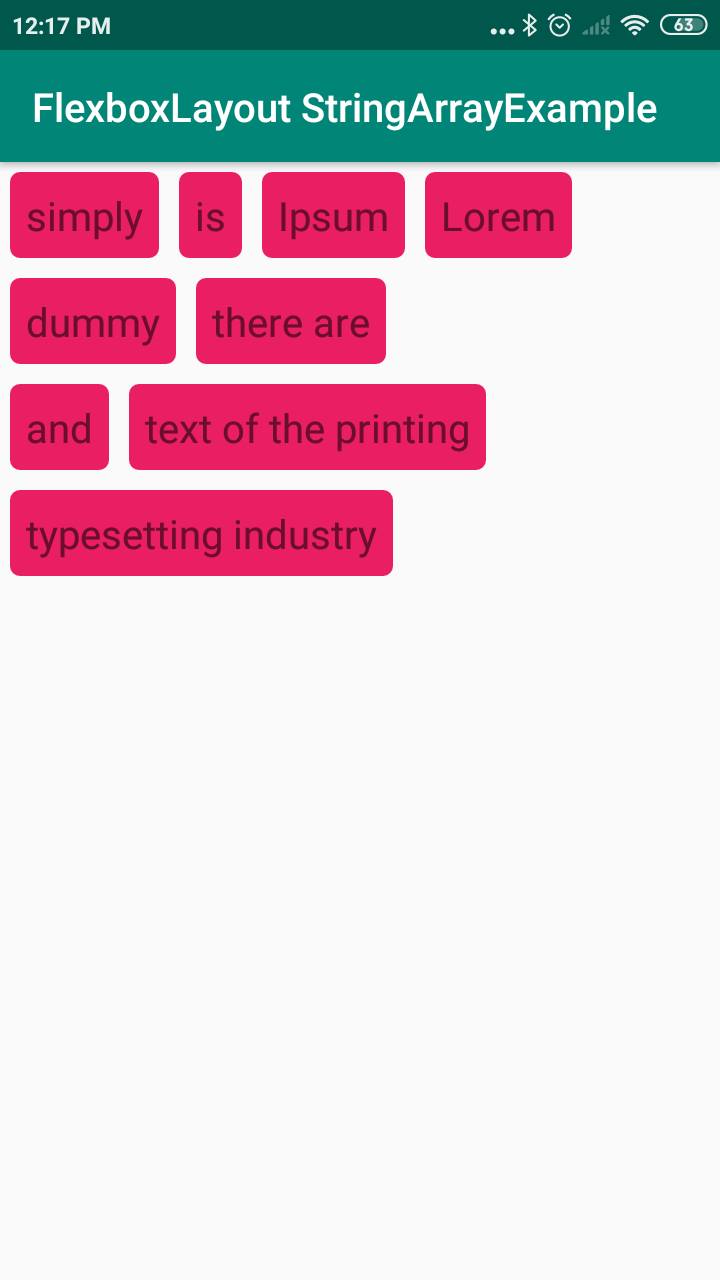 12:17 PM 63
FlexboxLayout StringArrayExample
simply is Ipsum Lorem
dummy there are
and text of the printing
typesetting industry